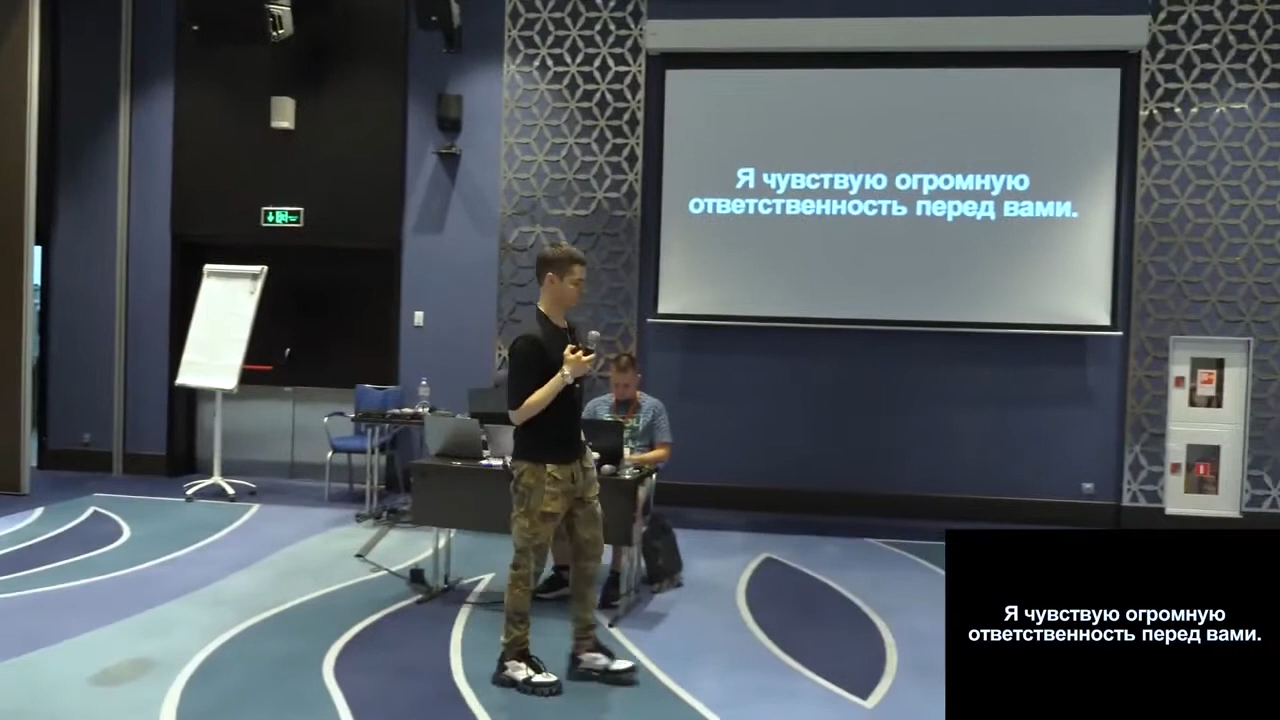 Я чувствую огромную
ответственность перед вами.
Я чувствую огромную
ответственность перед вами.